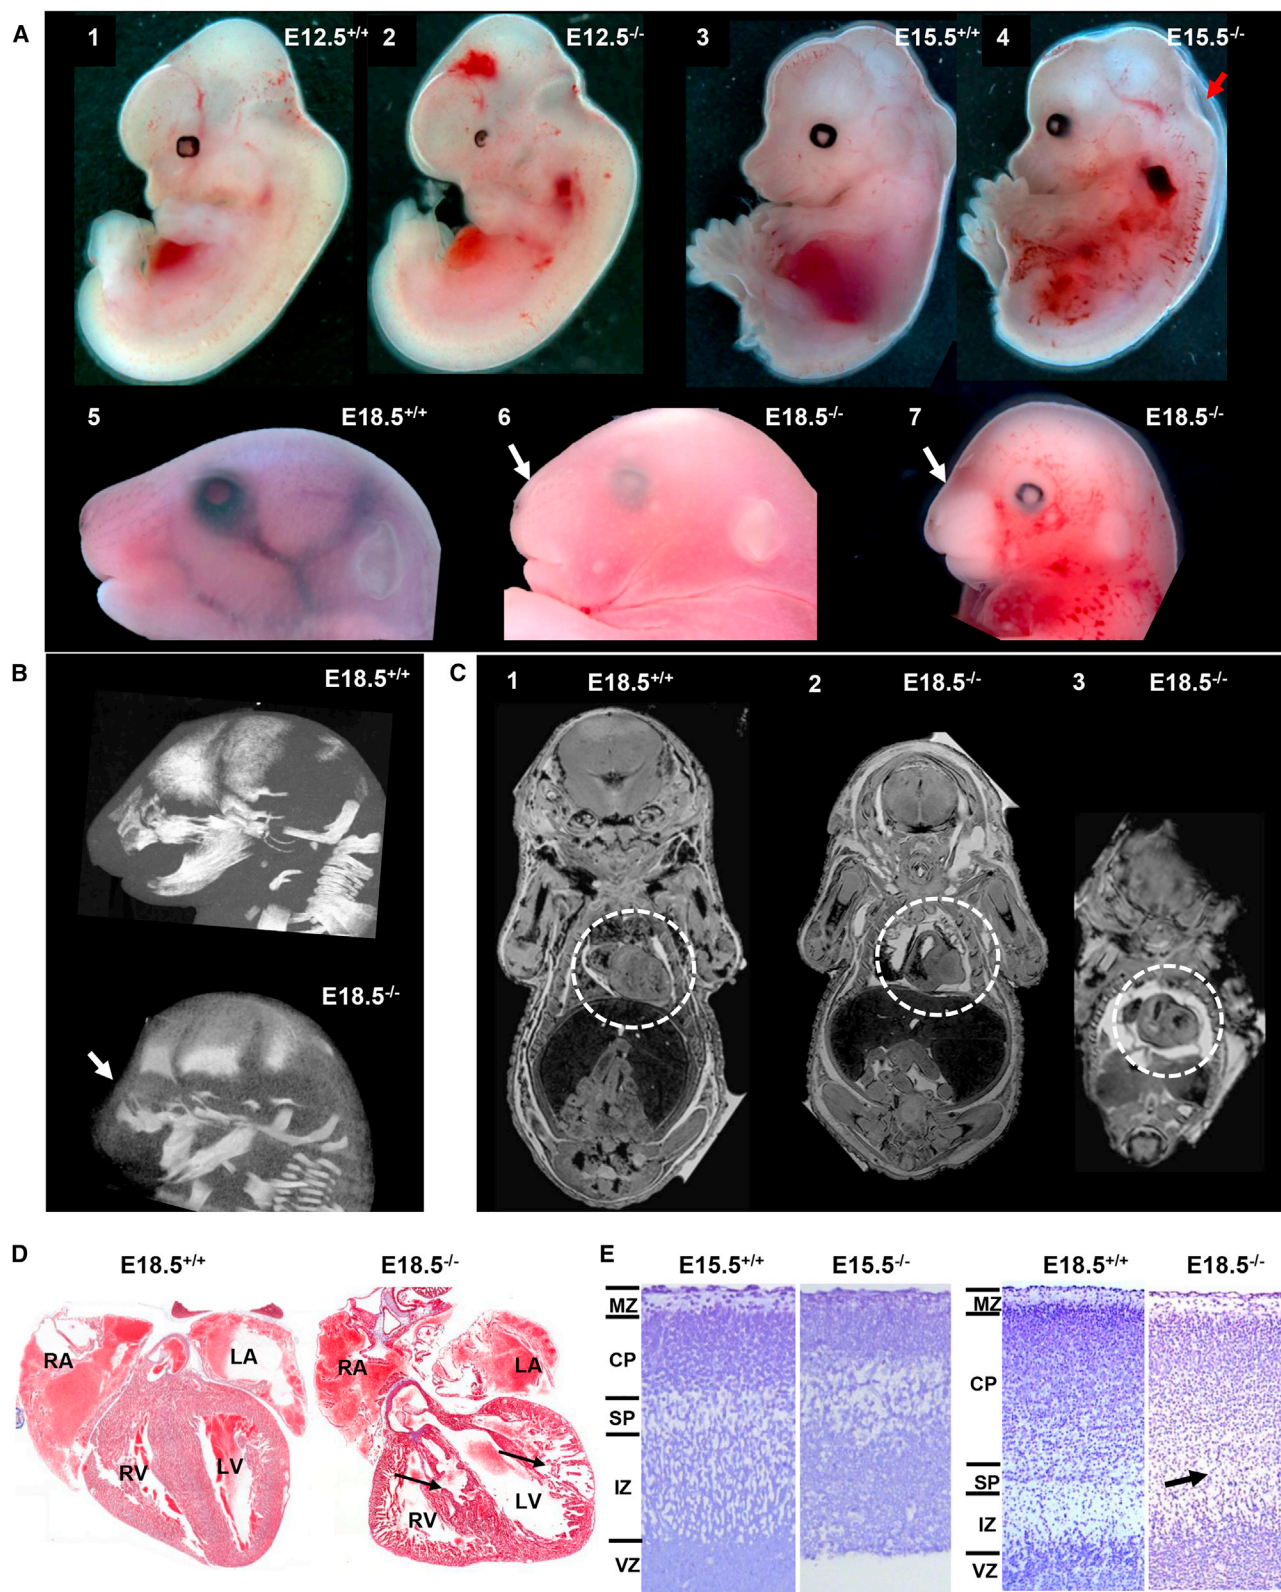 A
1 E12.5+/+ 2 E12.5-/- 3 E15.5+/+ 4 E15.5-/-
5 E18.5+/+ 6 E18.5-/- 7 E18.5-/-
B E18.5+/+
E18.5-/-
C 1 E18.5+/+ 2 E18.5-/- 3 E18.5-/-
D E18.5+/+ E18.5-/-
RA LA RV LV
RA LA RV LV
E E15.5+/+ E15.5-/- E18.5+/+ E18.5-/-
MZ
CP
SP
IZ
VZ
MZ
CP
SP
IZ
VZ